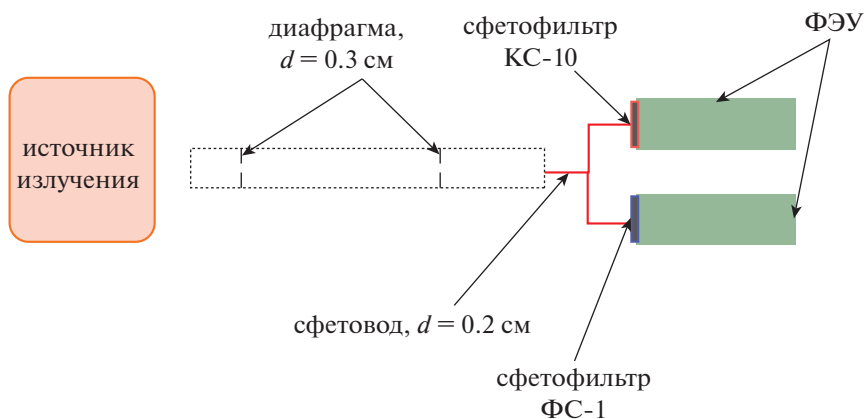 диафрагма,
d = 0.3 см
сфетофильтр
КС-10
ФЭУ
источник
излучения
сфетовод, d = 0.2 см
сфетофильтр
ФС-1